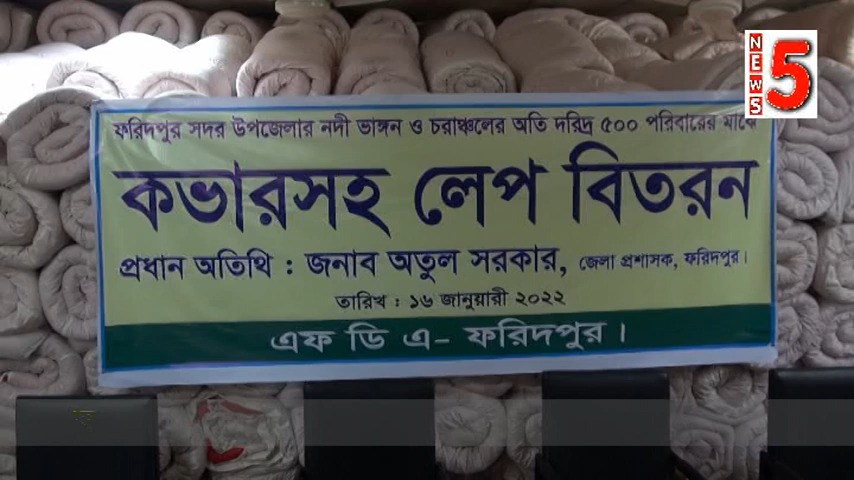 NEWS 5
ফরিদপুর সদর উপজেলার নদী ভাঙ্গন ও চরাঞ্চলের অতি দরিদ্র ৫০০ পরিবারের মাঝে
কভারসহ লেপ বিতরন
প্রধান অতিথি : জনাব অতুল সরকার, জেলা প্রশাসক, ফরিদপুর।
তারিখ : ১৬ জানুয়ারী ২০২২
এফ ডি এ- ফরিদপুর।